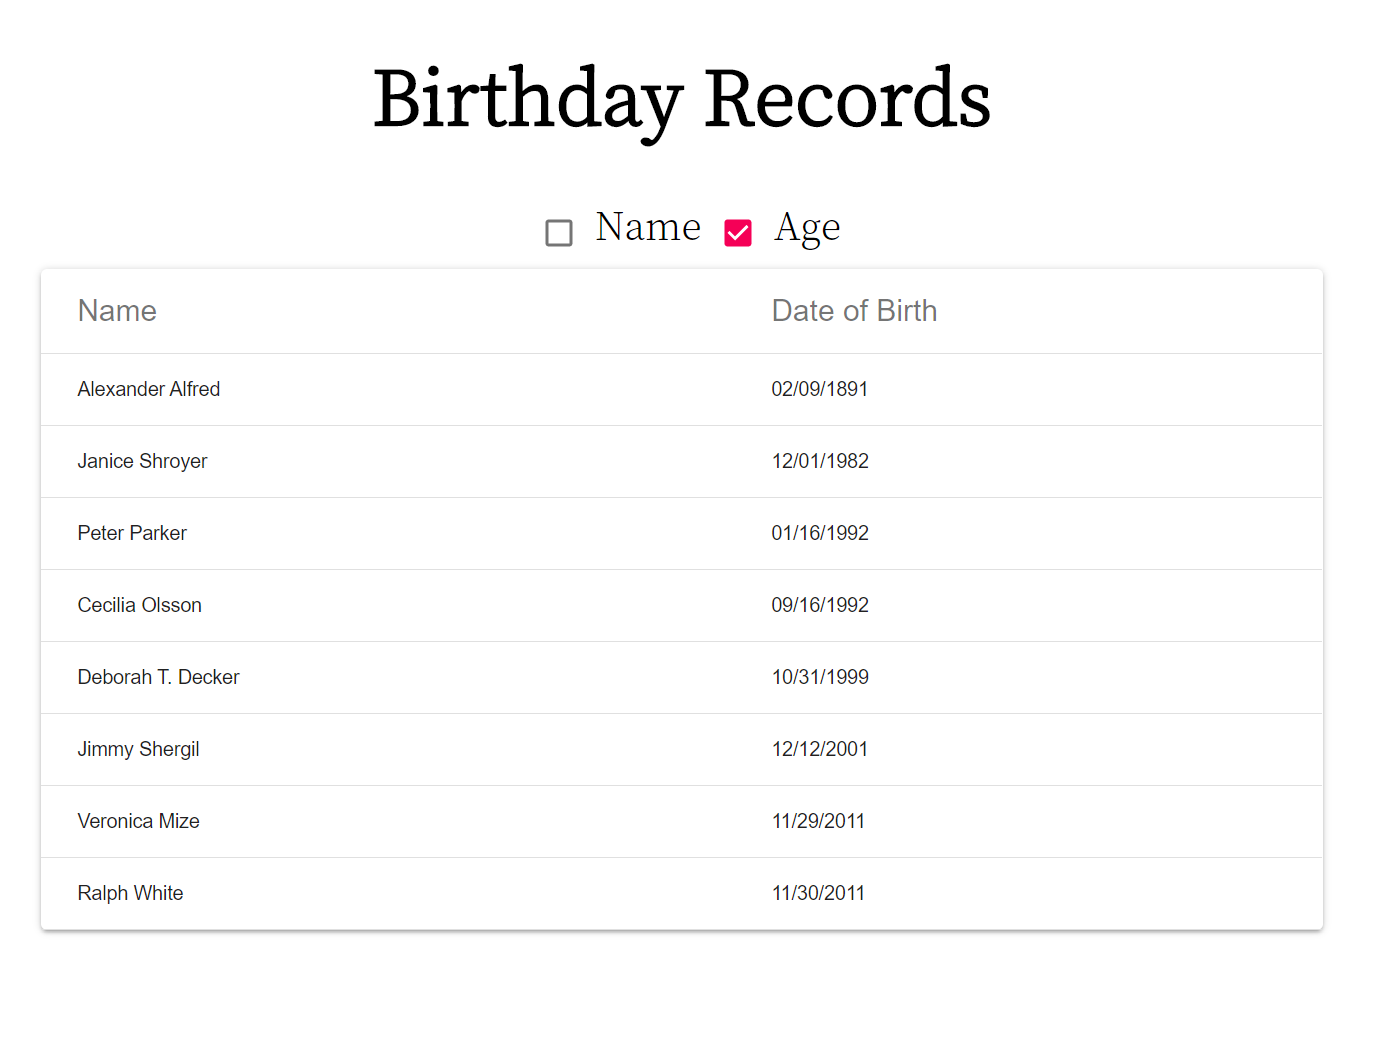 Birthday Records
Name Age
Name Date of Birth
Alexander Alfred 02/09/1891
Janice Shroyer 12/01/1982
Peter Parker 01/16/1992
Cecilia Olsson 09/16/1992
Deborah T. Decker 10/31/1999
Jimmy Shergil 12/12/2001
Veronica Mize 11/29/2011
Ralph White 11/30/2011